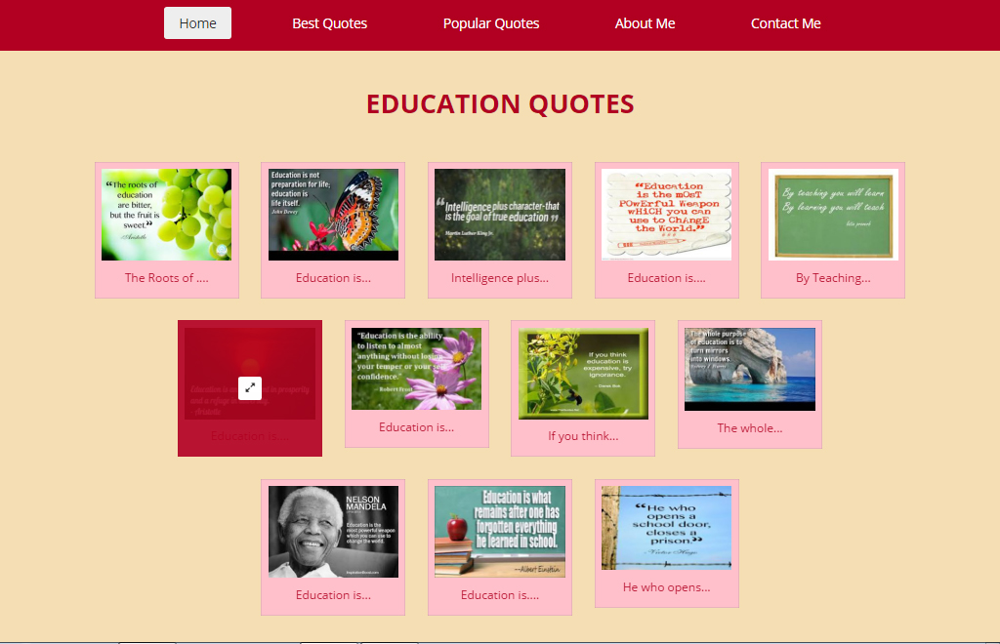 Home
Best Quotes
Popular Quotes
About Me
Contact Me
EDUCATION QUOTES
“The roots of
education
are bitter,
but the fruit is
sweet.”
-Aristotle
The Roots of ....
Education is not
preparation for life;
education is
life itself.
John Dewey
Education is...
“Intelligence plus character-that
is the goal of true education”
Martin Luther King Jr.
Intelligence plus...
“Education
is the mOST
POwErful Weapon
wHiCH you can
use to ChAngE
the World.”
Education is....
By teaching you will learn
By learning you will teach
latin proverb
By Teaching...
Education is an ornament in prosperity
and a refuge in adversity.
Aristotle
Education is....
"Education is the ability
to listen to almost
anything without losing
your temper or your self
confidence."
-- Robert Frost
Education is...
If you think
education is
expensive, try
ignorance.
If you think...
The whole purpose
of education is to
turn mirrors
into windows.
Sydney J. Harris
The whole...
NELSON
MANDELA
Education is the
most powerful weapon
which you can use to
change the world.
Education is...
Education is what
remains after one has
forgotten everything
he learned in school.
—Albert Einstein
Education is....
“He who
opens a
school door,
closes a
prison.”
- Victor Hugo
He who opens...